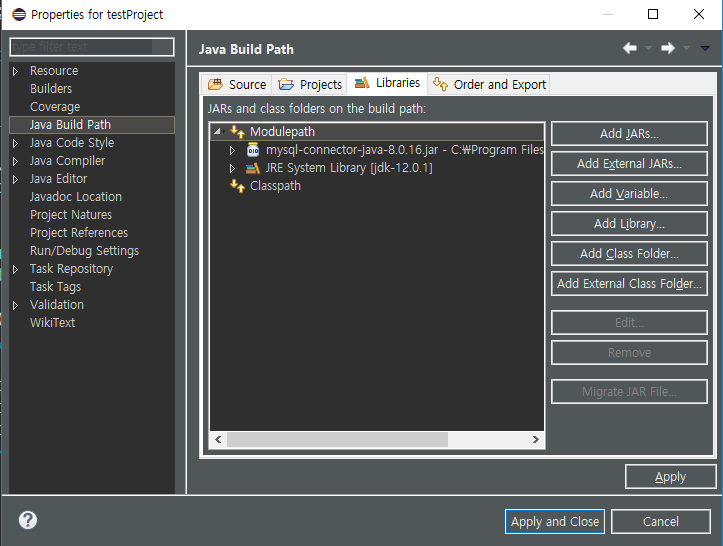 Properties for testProject
type filter text
Resource
Builders
Coverage
Java Build Path
Java Code Style
Java Compiler
Java Editor
Javadoc Location
Project Natures
Project References
Run/Debug Settings
Task Repository
Task Tags
Validation
WikiText
Java Build Path
Source Projects Libraries Order and Export
JARs and class folders on the build path:
Modulepath
mysql-connector-java-8.0.16.jar - C:₩Program Files
JRE System Library [jdk-12.0.1]
Classpath
Add JARs...
Add External JARs...
Add Variable...
Add Library...
Add Class Folder...
Add External Class Folder...
Edit...
Remove
Migrate JAR File...
Apply
?
Apply and Close
Cancel